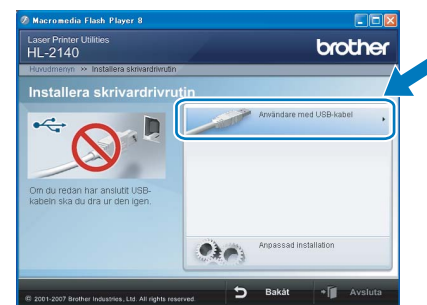 Macromedia Flash Player 8
Laser Printer Utilities
HL-2140
brother
Huvudmenyn >> Installera skrivardrivrutin
Installera skrivardrivrutin
Användare med USB-kabel
Om du redan har anslutit USB-
kabeln ska du dra ur den igen.
Anpassad installation
© 2001-2007 Brother Industries, Ltd. All rights reserved.
Bakåt
Avsluta